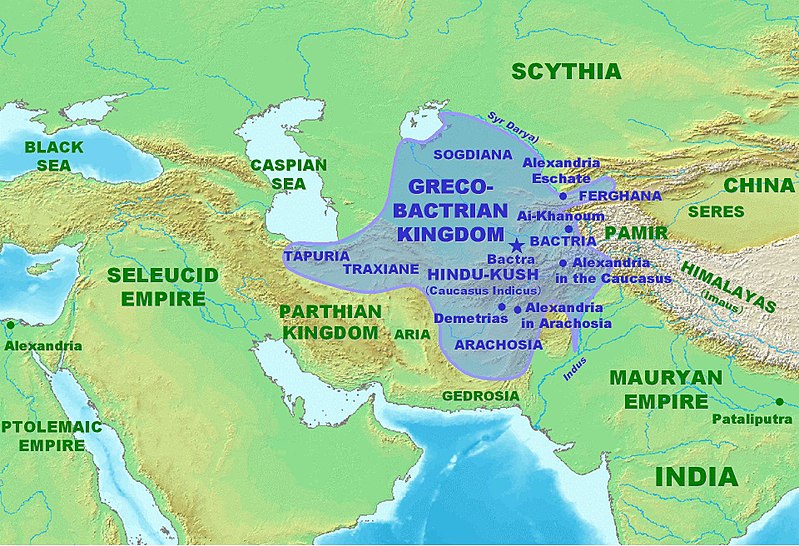 SCYTHIA
Syr Darya)
BLACK
SEA
CASPIAN
SEA
SOGDIANA
Alexandria
Eschate
GRECO-
BACTRIAN
KINGDOM
FERGHANA
CHINA
SERES
Ai-Khanoum
BACTRIA
PAMIR
Bactra
TAPURIA
TRAXIANE
HINDU-KUSH
(Caucasus Indicus)
Alexandria
in the Caucasus
HIMALAYAS
(Imaus)
SELEUCID
EMPIRE
PARTHIAN
KINGDOM
ARIA
Demetrias
Alexandria
in Arachosia
ARACHOSIA
Alexandria
Indus
GEDROSIA
MAURYAN
EMPIRE
Pataliputra
PTOLEMAIC
EMPIRE
INDIA